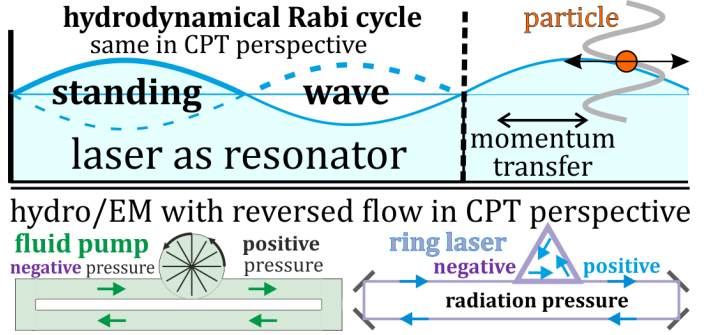 hydrodynamical Rabi cycle
same in CPT perspective
particle
standing wave
laser as resonator
momentum
transfer
hydro/EM with reversed flow in CPT perspective
fluid pump
negative pressure
positive
pressure
ring laser
negative
positive
radiation pressure